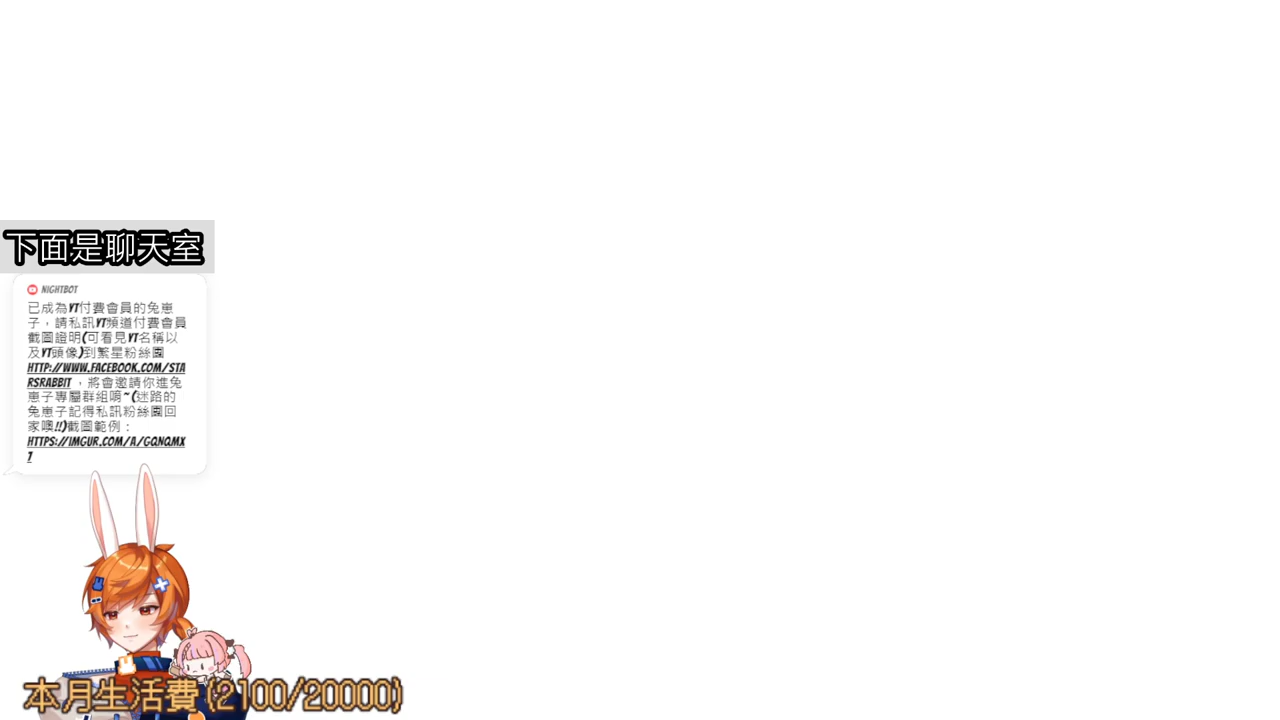 下面是聊天室
NIGHTBOT
已成為YT付費會員的兔崽
子，請私訊YT頻道付費會員
截圖證明(可看見YT名稱以
及YT頭像)到繁星粉絲團
HTTP://WWW.FACEBOOK.COM/STA
RSRABBIT ，將會邀請你進兔
崽子專屬群組唷~(迷路的
兔崽子記得私訊粉絲團回
家噢!!)截圖範例：
HTTPS://IMGUR.COM/A/GQNQMX
1
本月生活費(2100/20000)